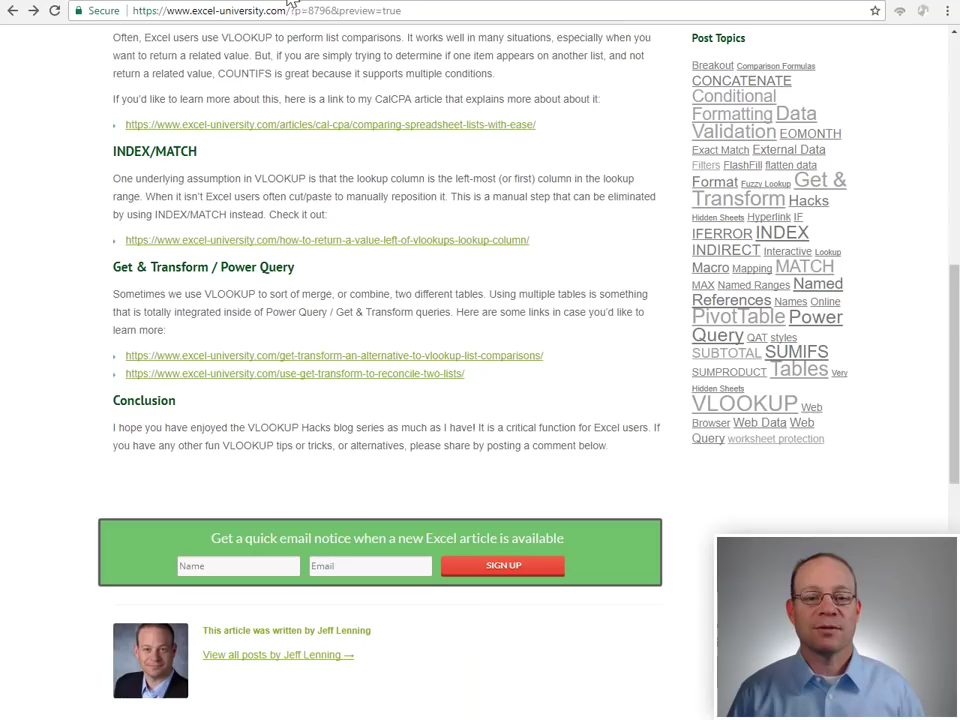 Secure https://www.excel-university.com/?p=8796&preview=true
Often, Excel users use VLOOKUP to perform list comparisons. It works well in many situations, especially when you
want to return a related value. But, if you are simply trying to determine if one item appears on another list, and not
return a related value, COUNTIFS is great because it supports multiple conditions.
If you'd like to learn more about this, here is a link to my CalCPA article that explains more about about it:
https://www.excel-university.com/articles/cal-cpa/comparing-spreadsheet-lists-with-ease/
INDEX/MATCH
One underlying assumption in VLOOKUP is that the lookup column is the left-most (or first) column in the lookup
range. When it isn't Excel users often cut/paste to manually reposition it. This is a manual step that can be eliminated
by using INDEX/MATCH instead. Check it out:
https://www.excel-university.com/how-to-return-a-value-left-of-vlookups-lookup-column/
Get & Transform / Power Query
Sometimes we use VLOOKUP to sort of merge, or combine, two different tables. Using multiple tables is something
that is totally integrated inside of Power Query / Get & Transform queries. Here are some links in case you'd like to
learn more:
https://www.excel-university.com/get-transform-an-alternative-to-vlookup-list-comparisons/
https://www.excel-university.com/use-get-transform-to-reconcile-two-lists/
Conclusion
I hope you have enjoyed the VLOOKUP Hacks blog series as much as I have! It is a critical function for Excel users. If
you have any other fun VLOOKUP tips or tricks, or alternatives, please share by posting a comment below.
Get a quick email notice when a new Excel article is available
Name Email SIGN UP
This article was written by Jeff Lenning
View all posts by Jeff Lenning →
Post Topics
Breakout Comparison Formulas
CONCATENATE
Conditional
Formatting Data
Validation EOMONTH
Exact Match External Data
Filters FlashFill flatten data
Format Fuzzy Lookup Get &
Transform Hacks
Hidden Sheets Hyperlink IF
IFERROR INDEX
INDIRECT Interactive Lookup
Macro Mapping MATCH
MAX Named Ranges Named
References Names Online
PivotTable Power
Query QAT styles
SUBTOTAL SUMIFS
SUMPRODUCT Tables Very
Hidden Sheets
VLOOKUP Web
Browser Web Data Web
Query worksheet protection